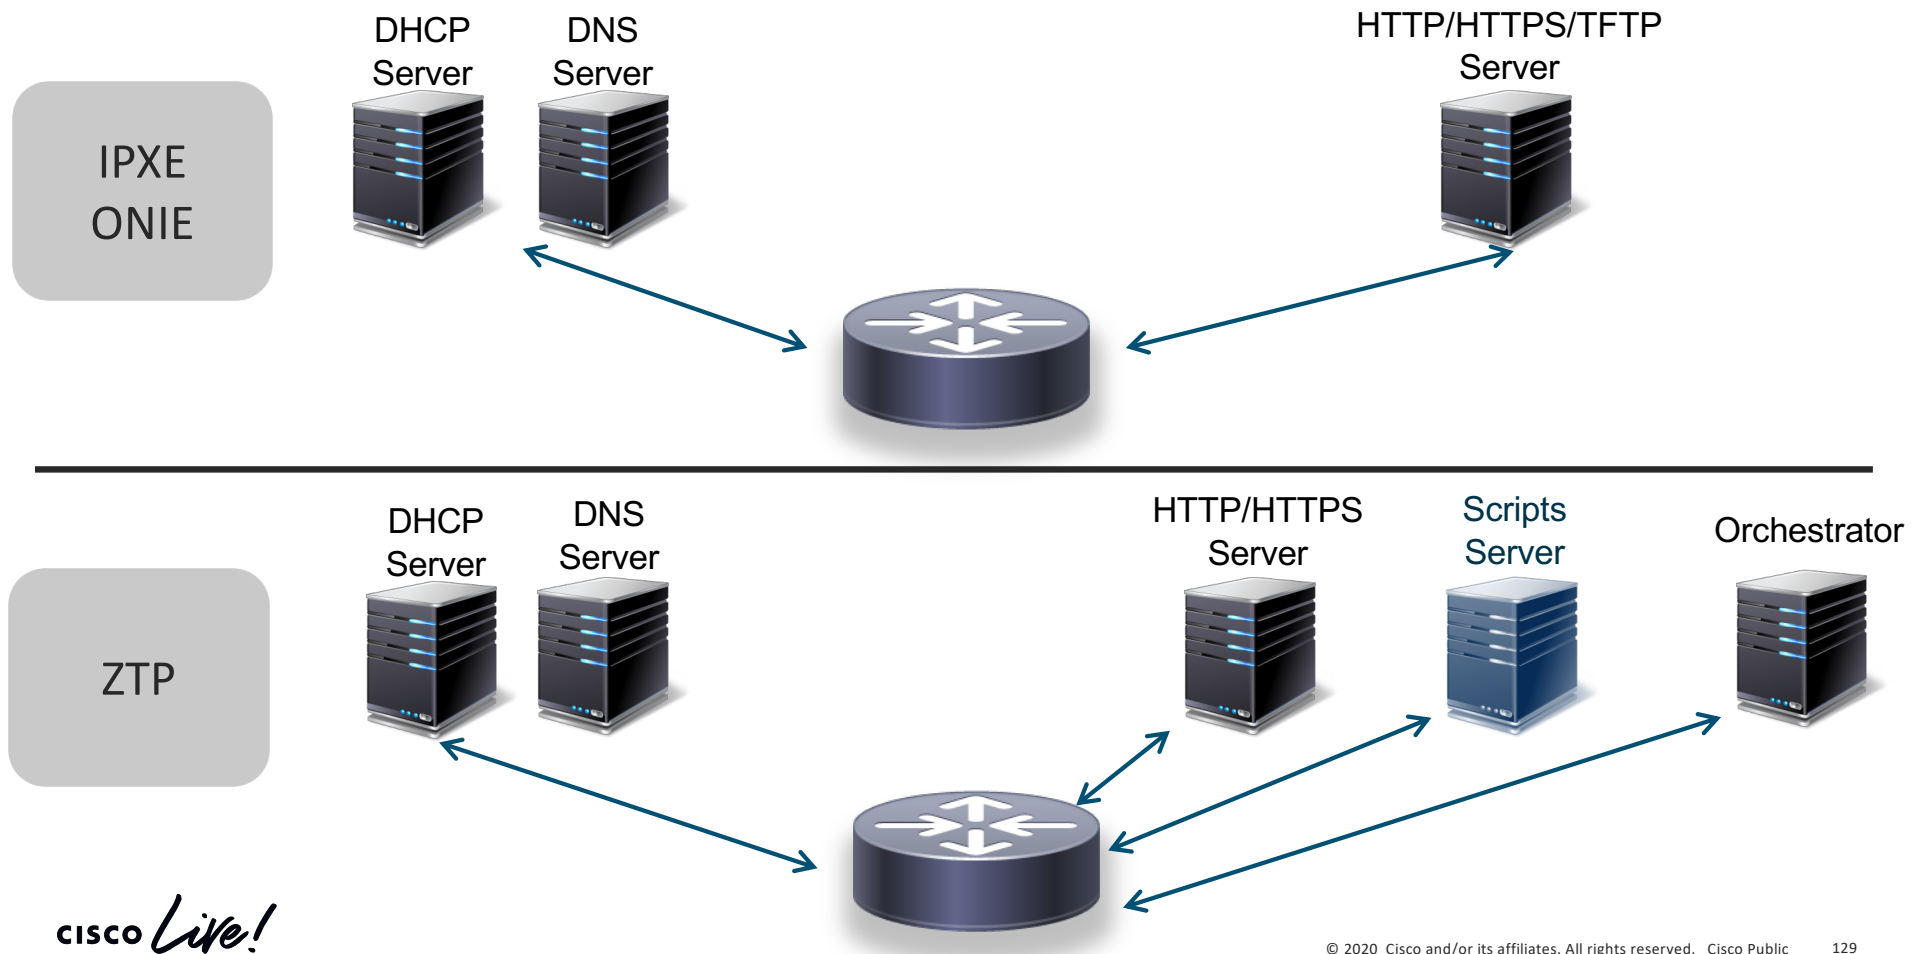 DHCP
Server
DNS
Server
HTTP/HTTPS/TFTP
Server
IPXE
ONIE
DHCP
Server
DNS
Server
HTTP/HTTPS
Server
Scripts
Server
Orchestrator
ZTP
CISCO Live!
© 2020 Cisco and/or its affiliates. All rights reserved. Cisco Public 129